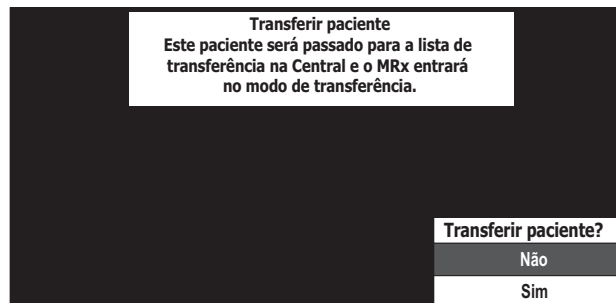 Transferir paciente
Este paciente será passado para a lista de
transferência na Central e o MRx entrará
no modo de transferência.
Transferir paciente?
Não
Sim